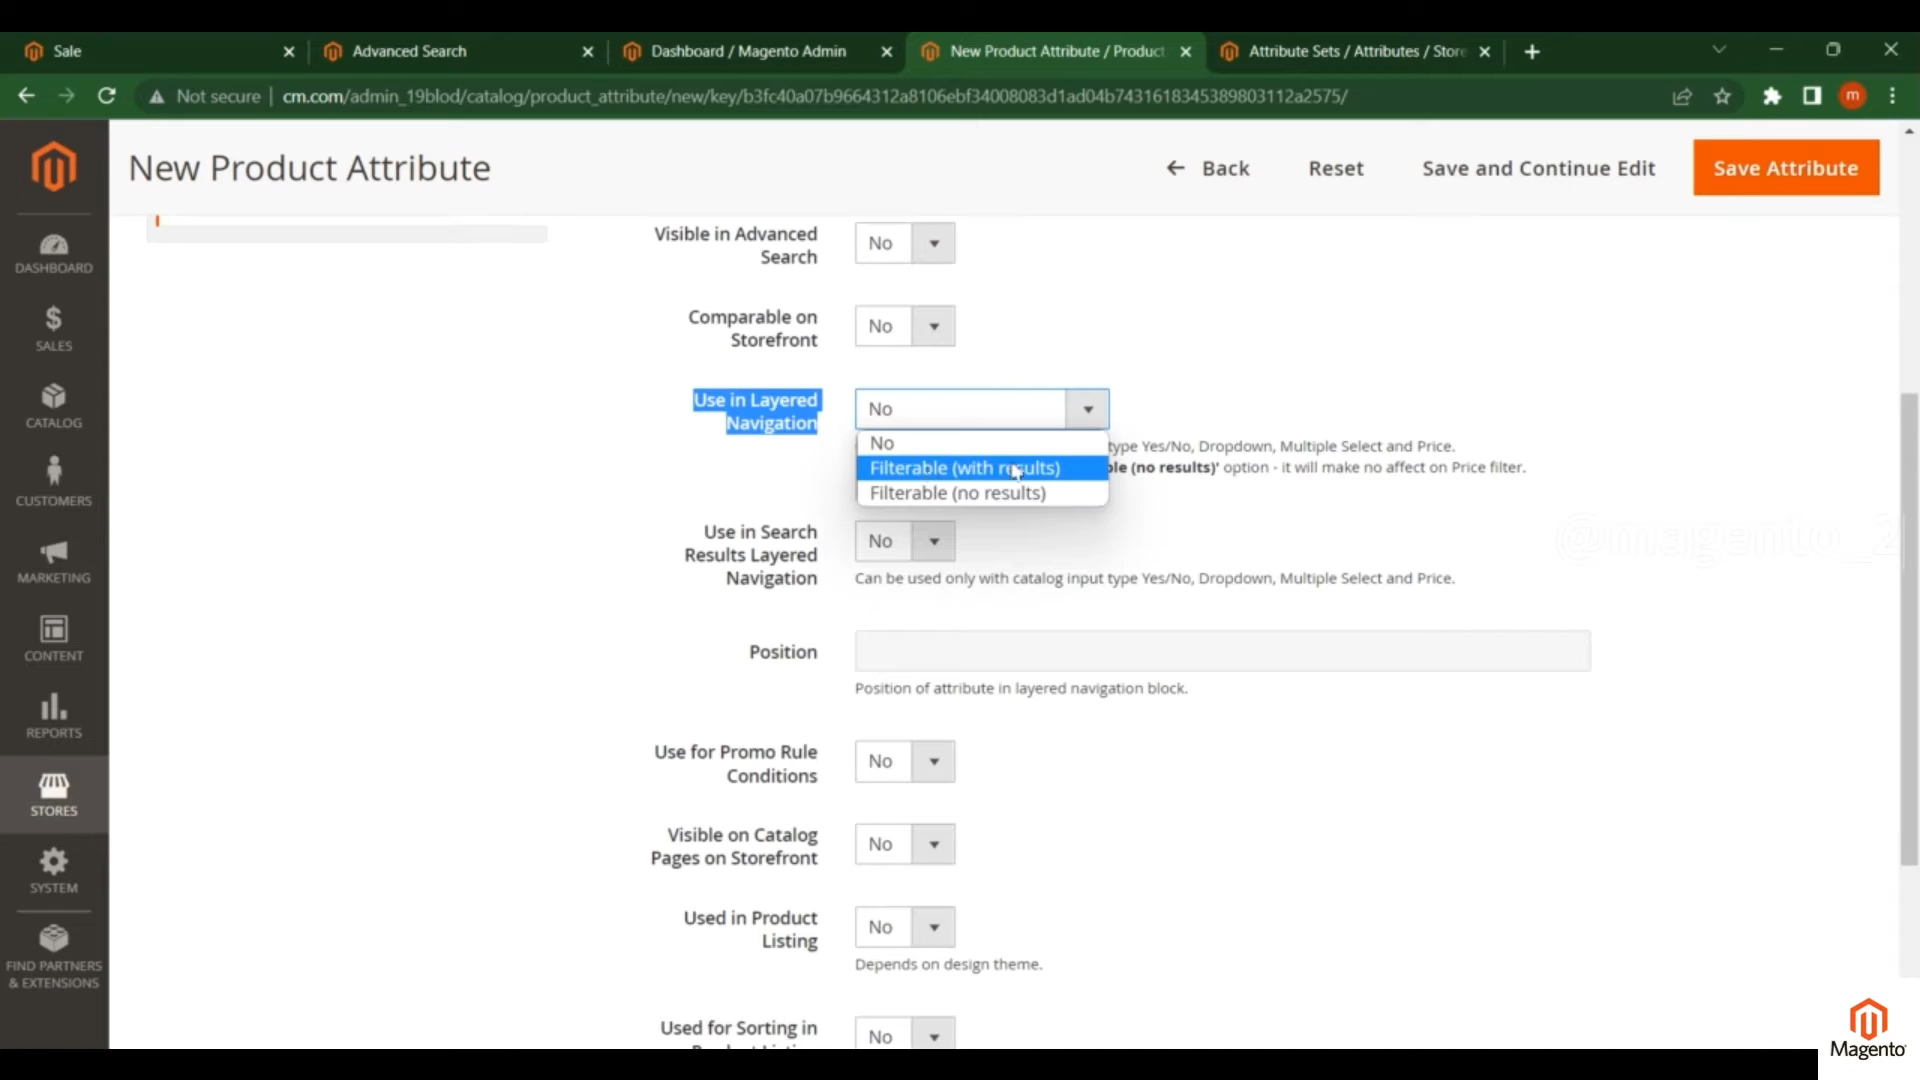 Sale
Advanced Search
Dashboard / Magento Admin
New Product Attribute / Product
Attribute Sets / Attributes / Store
Not secure
cm.com/admin_19blod/catalog/product_attribute/new/key/b3fc40a07b9664312a8106ebf34008083d1ad04b7431618345389803112a2575/
m
New Product Attribute
Back
Reset
Save and Continue Edit
Save Attribute
DASHBOARD
SALES
CATALOG
CUSTOMERS
MARKETING
CONTENT
REPORTS
STORES
SYSTEM
FIND PARTNERS
& EXTENSIONS
Visible in Advanced
Search
No
Comparable on
Storefront
No
Use in Layered
Navigation
No
No
Filterable (with results)
Filterable (no results)
type Yes/No, Dropdown, Multiple Select and Price.
(no results)' option - it will make no affect on Price filter.
Use in Search
Results Layered
Navigation
No
Can be used only with catalog input type Yes/No, Dropdown, Multiple Select and Price.
Position
Position of attribute in layered navigation block.
Use for Promo Rule
Conditions
No
Visible on Catalog
Pages on Storefront
No
Used in Product
Listing
No
Depends on design theme.
Used for Sorting in
No
@magento_2
Magento